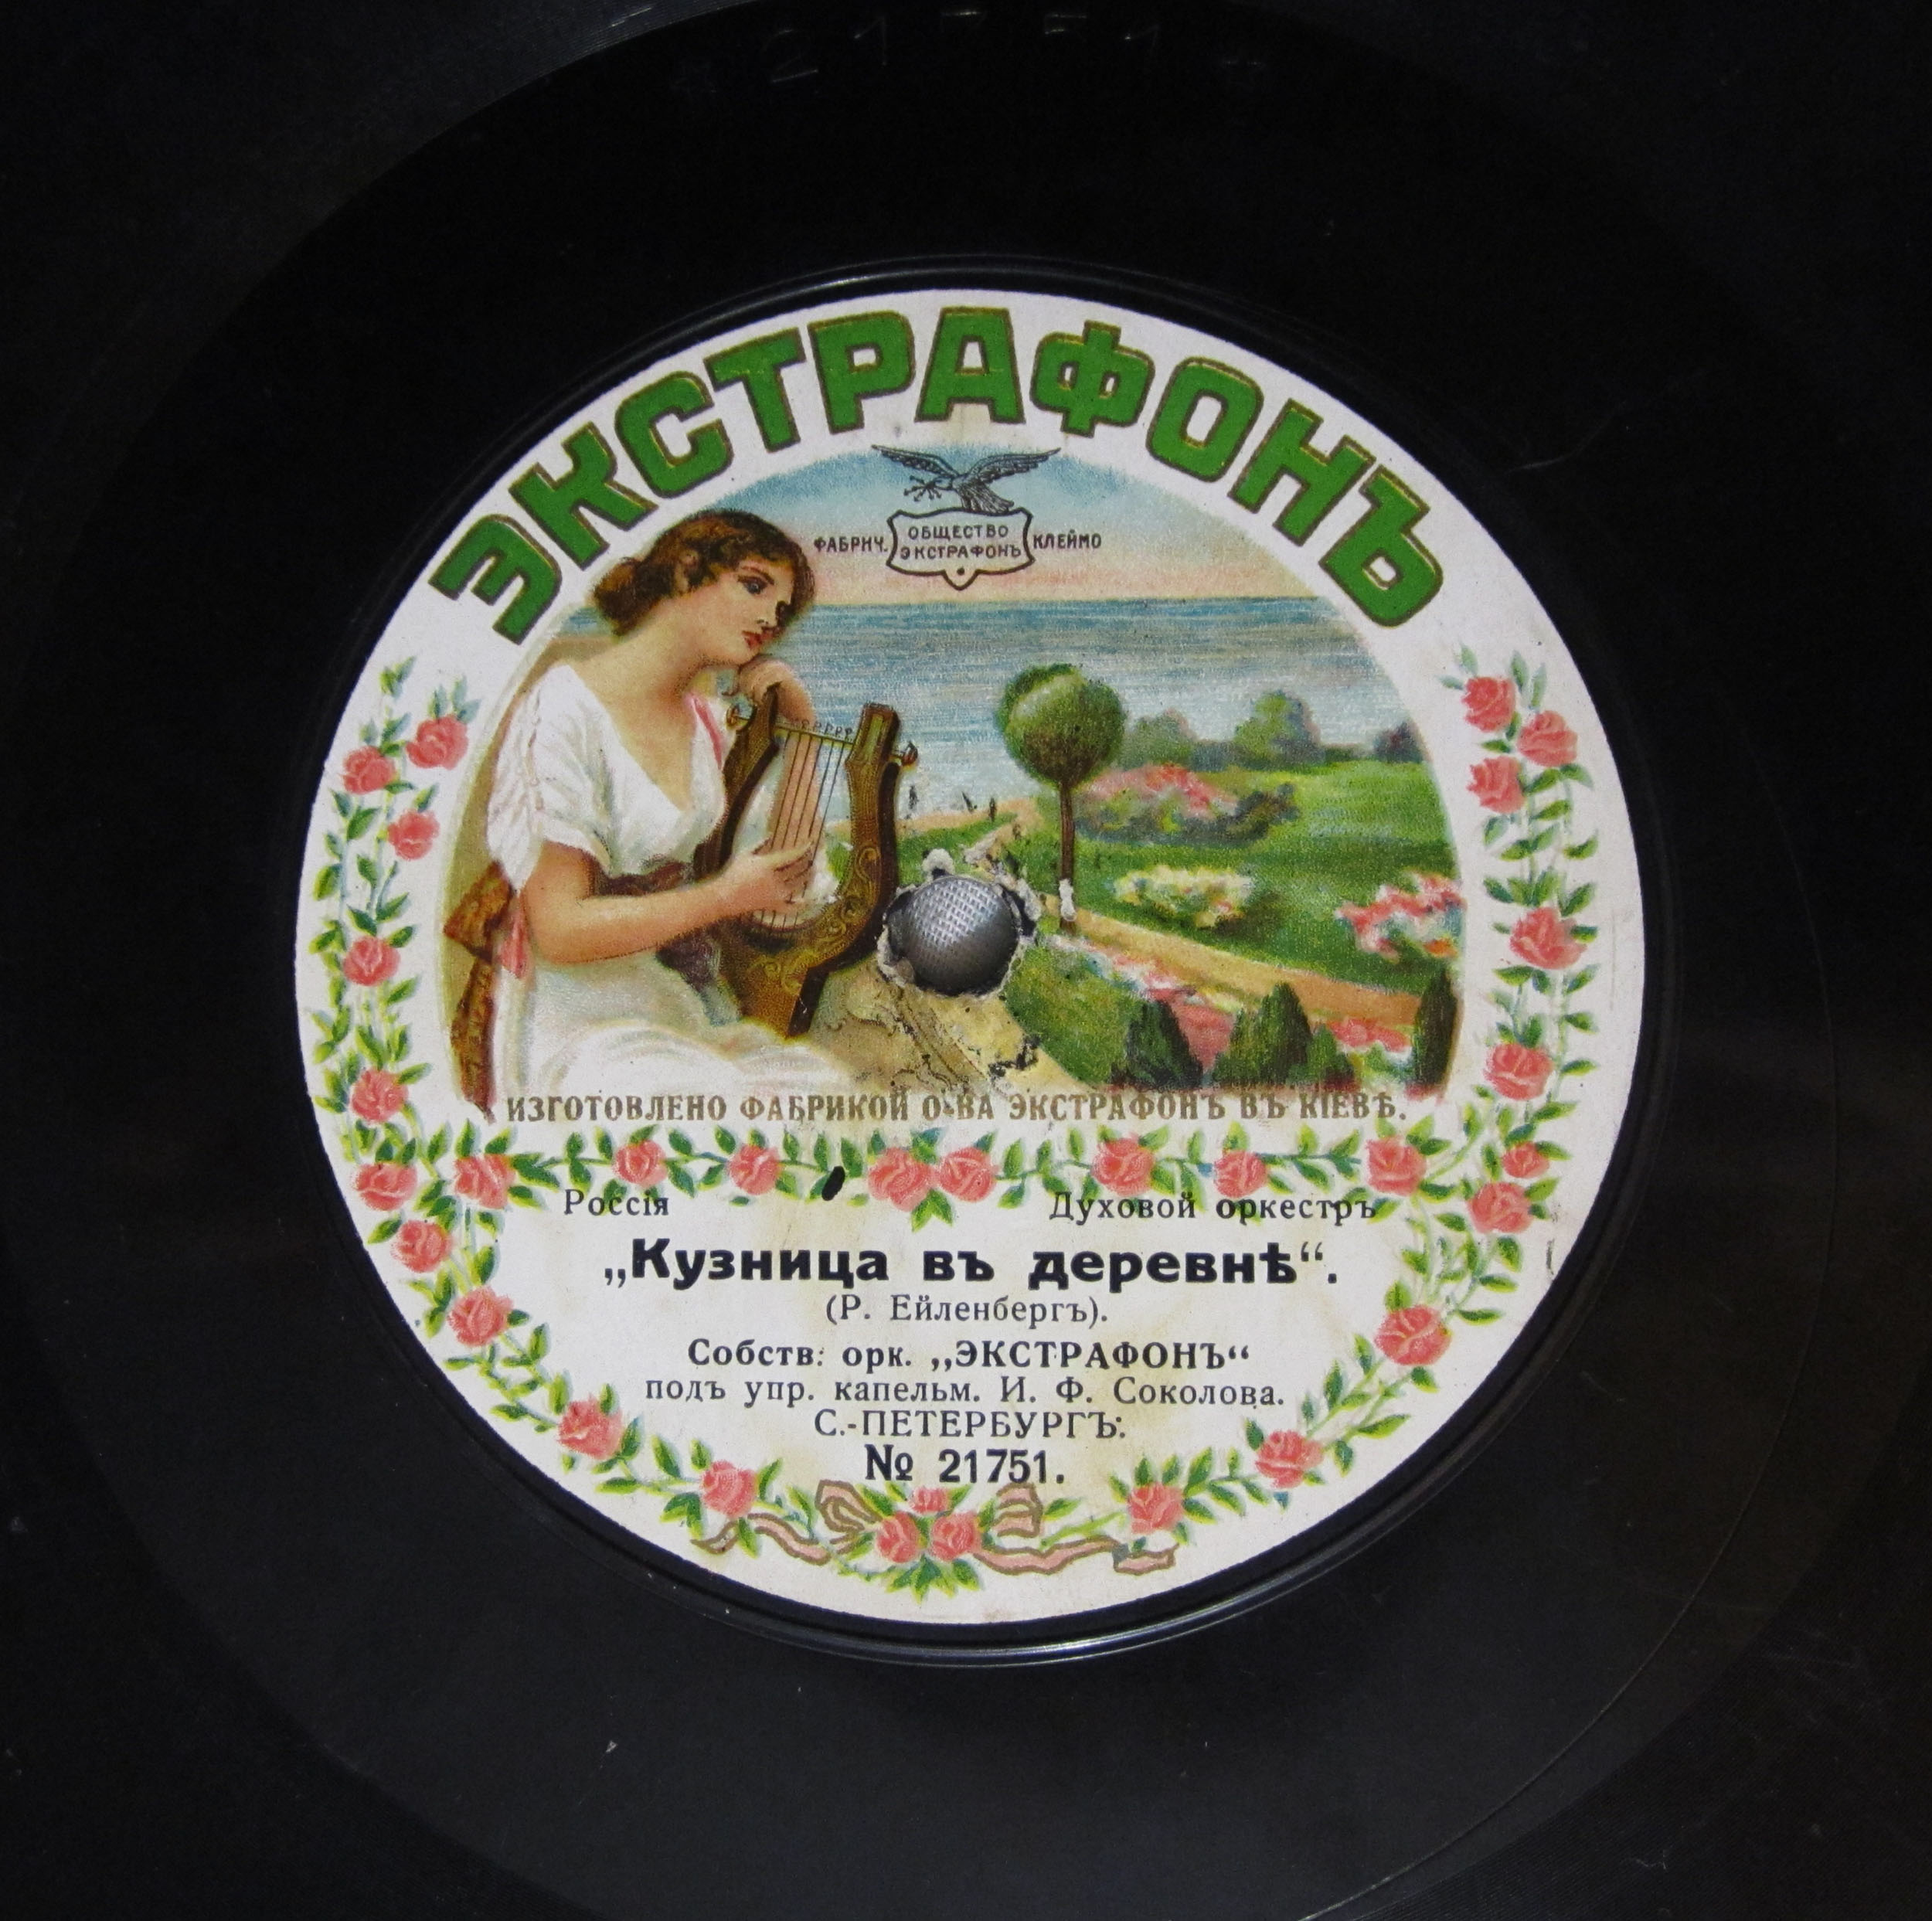 21751
ЭКСТРАФОНЪ
ФАБРИЧ. ОБЩЕСТВО ЭКСТРАФОНЪ КЛЕЙМО
ИЗГОТОВЛЕНО ФАБРИКОЙ О-ВА ЭКСТРАФОНЪ ВЪ КІЕВѢ.
Россія Духовой оркестръ
„Кузница въ деревнѣ“.
(Р. Ейленбергъ).
Собств. орк. „ЭКСТРАФОНЪ“
подъ упр. капельм. И. Ф. Соколова.
С.-ПЕТЕРБУРГЪ.
№ 21751.